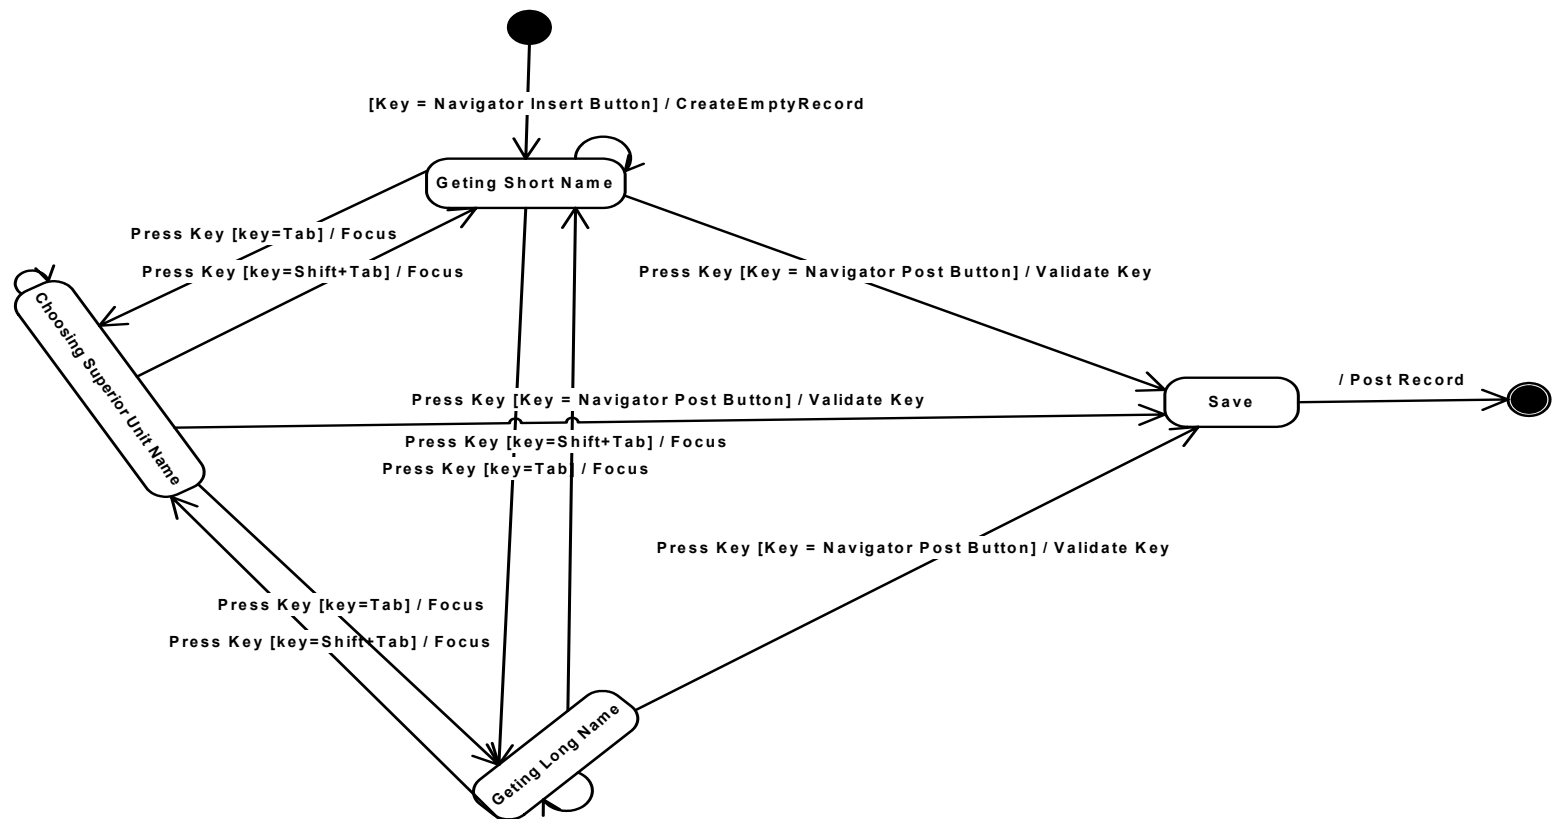 [Key = Navigator Insert Button] / CreateEmptyRecord
Geting Short Name
Press Key [key=Tab] / Focus
Press Key [key=Shift+Tab] / Focus
Press Key [Key = Navigator Post Button] / Validate Key
Choosing Superior Unit Name
/ Post Record
Press Key [Key = Navigator Post Button] / Validate Key
Save
Press Key [key=Shift+Tab] / Focus
Press Key [key=Tab] / Focus
Press Key [Key = Navigator Post Button] / Validate Key
Press Key [key=Tab] / Focus
Press Key [key=Shift+Tab] / Focus
Geting Long Name